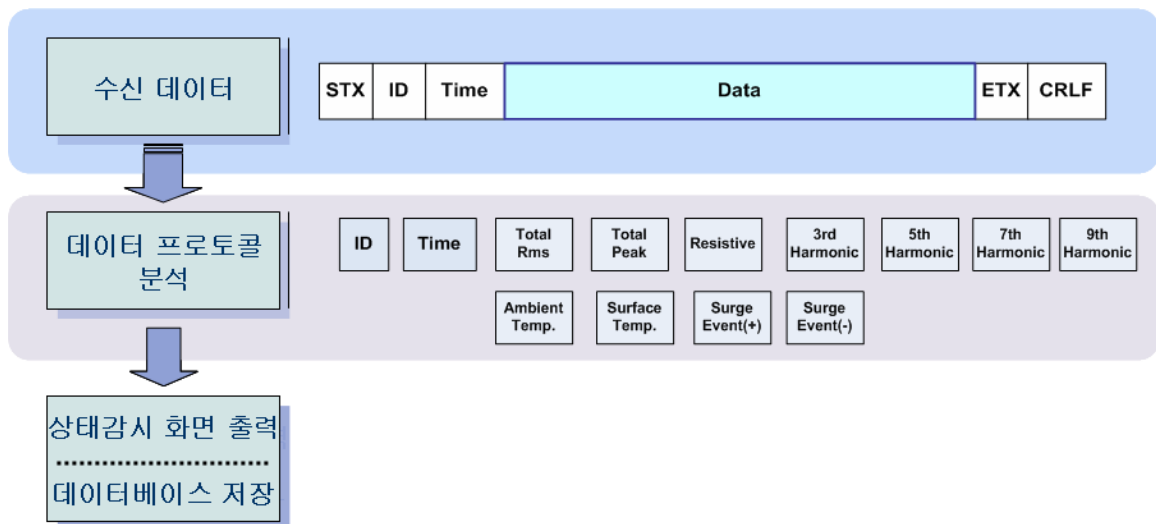 수신 데이터
STX ID Time Data ETX CRLF
데이터 프로토콜
분석
ID
Time
Total
Rms
Total
Peak
Resistive
3rd
Harmonic
5th
Harmonic
7th
Harmonic
9th
Harmonic
Ambient
Temp.
Surface
Temp.
Surge
Event(+)
Surge
Event(-)
상태감시 화면 출력
데이터베이스 저장